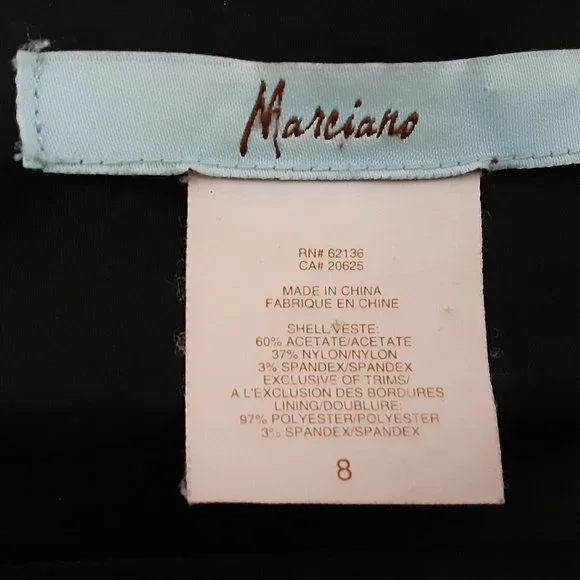 Marciano
RN# 62136
CA# 20625
MADE IN CHINA
FABRIQUE EN CHINE
SHELL/VESTE:
60% ACETATE/ACETATE
37% NYLON/NYLON
3% SPANDEX/SPANDEX
EXCLUSIVE OF TRIMS/
A L'EXCLUSION DES BORDURES
LINING/DOUBLURE:
97% POLYESTER/POLYESTER
3% SPANDEX/SPANDEX
8